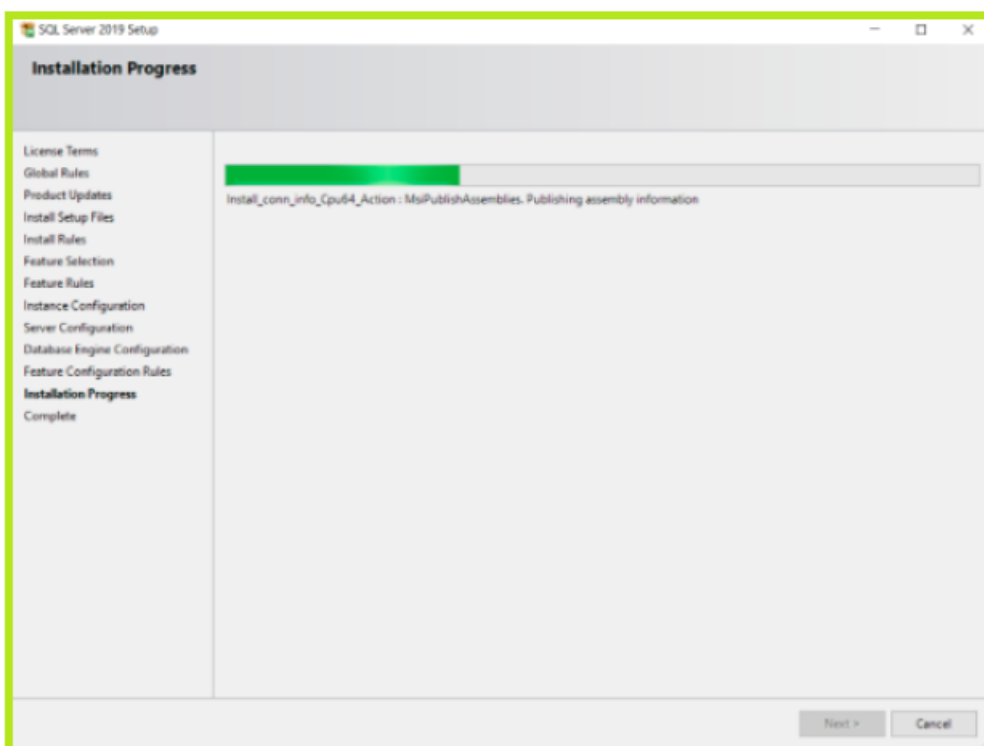 SQL Server 2019 Setup
Installation Progress
License Terms
Global Rules
Product Updates
Install Setup Files
Install Rules
Feature Selection
Feature Rules
Instance Configuration
Server Configuration
Database Engine Configuration
Feature Configuration Rules
Installation Progress
Complete
Install_conn_info_Cpu64_Action : MsiPublishAssemblies. Publishing assembly information
Next >
Cancel